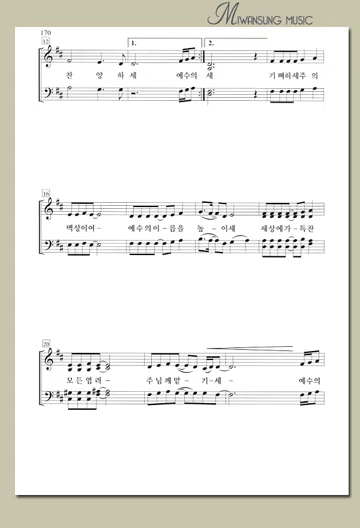 MIWANSUNG MUSIC
170
12
1. 2.
찬 양 하 세 예수의 세 기 뻐하세주 의
16
백성이여- 예수의이-름을 높-이세 세상에가-득찬
20
모든염려- 주님께맡-기-세- 예수의